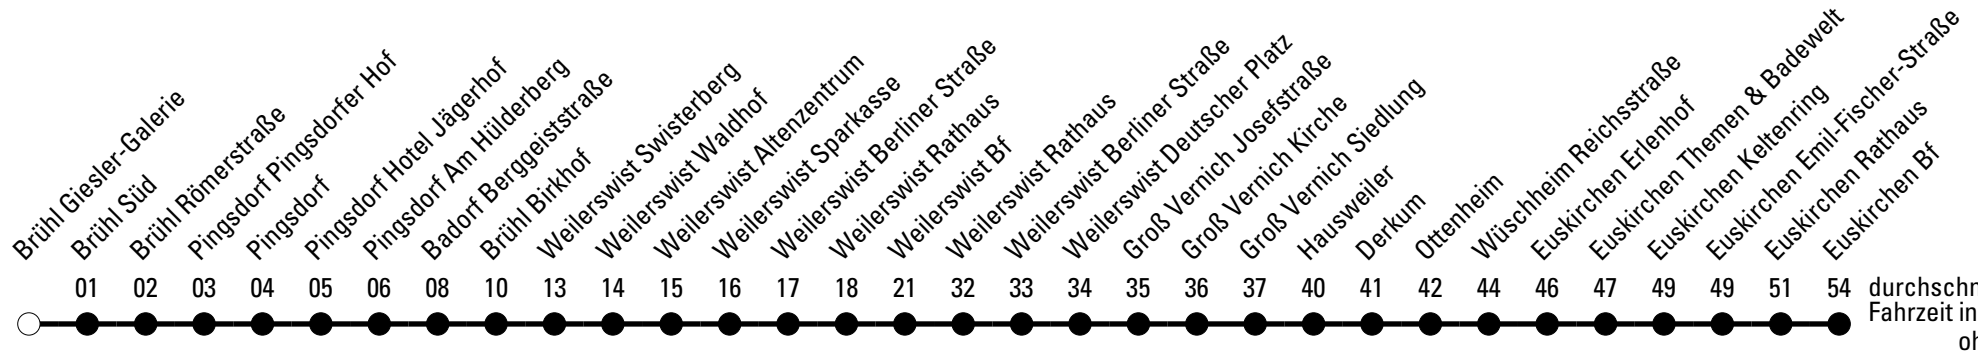 Brühl Giesler-Galerie
Brühl Süd
Brühl Römerstraße
Pingsdorf Pingsdorfer Hof
Pingsdorf
Pingsdorf Hotel Jägerhof
Pingsdorf Am Hülderberg
Badorf Berggeiststraße
Brühl Birkhof
Weilerswist Swisterberg
Weilerswist Waldhof
Weilerswist Altenzentrum
Weilerswist Sparkasse
Weilerswist Berliner Straße
Weilerswist Rathaus
Weilerswist Bf
Weilerswist Rathaus
Weilerswist Berliner Straße
Weilerswist Deutscher Platz
Groß Vernich Josefstraße
Groß Vernich Kirche
Groß Vernich Siedlung
Hausweiler
Derkum
Ottenheim
Wüschheim Reichsstraße
Euskirchen Erlenhof
Euskirchen Themen & Badewelt
Euskirchen Keltenring
Euskirchen Emil-Fischer-Straße
Euskirchen Rathaus
Euskirchen Bf
01 02 03 04 05 06 08 10 13 14 15 16 17 18 21 32 33 34 35 36 37 40 41 42 44 46 47 49 49 51 54
Fahrzeit in